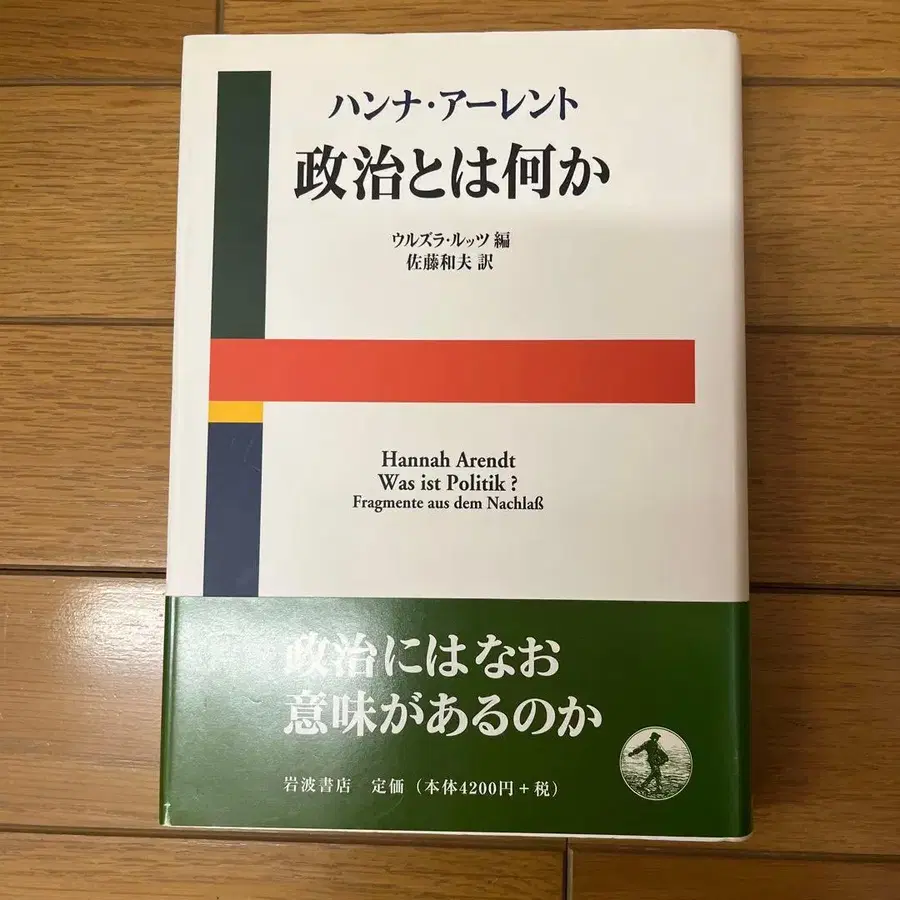 ハンナ・アーレント
政治とは何か
ウルズラ・ルッツ 編
佐藤和夫 訳
Hannah Arendt
Was ist Politik ?
Fragmente aus dem Nachlaß
政治にはなお
意味があるのか
岩波書店 定価 (本体4200円+税)